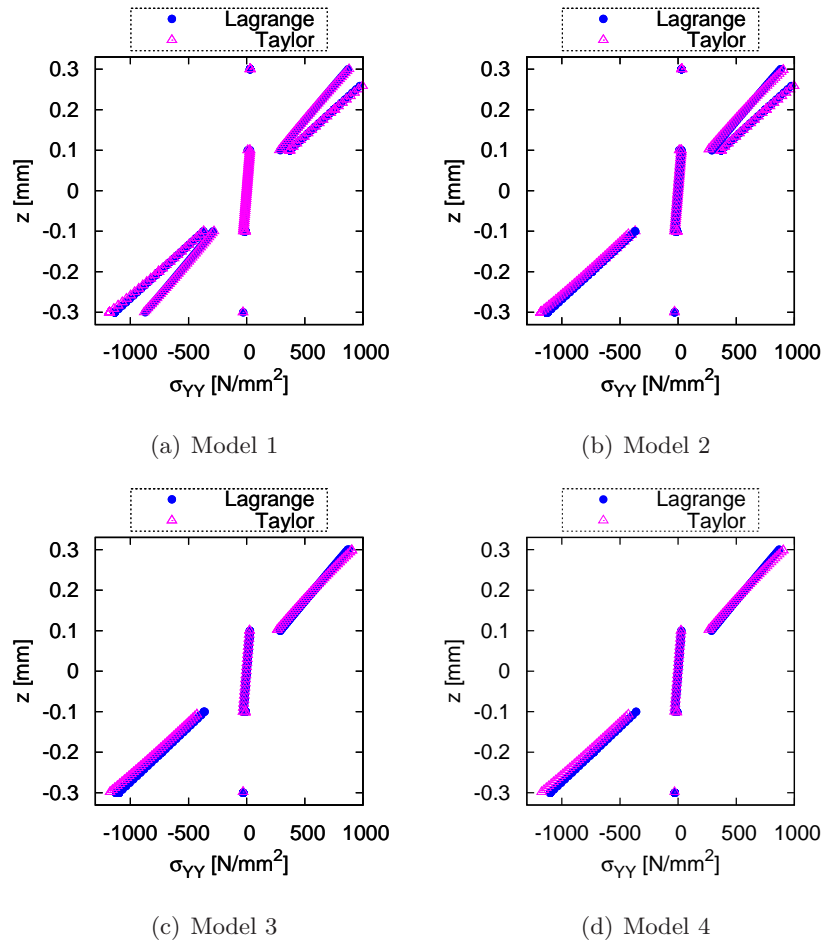 Lagrange
Taylor
0.3
0.2
0.1
0
-0.1
-0.2
-0.3
z [mm]
-1000 -500 0 500 1000
σYY [N/mm2]
(a) Model 1
Lagrange
Taylor
0.3
0.2
0.1
0
-0.1
-0.2
-0.3
z [mm]
-1000 -500 0 500 1000
σYY [N/mm2]
(b) Model 2
Lagrange
Taylor
0.3
0.2
0.1
0
-0.1
-0.2
-0.3
z [mm]
-1000 -500 0 500 1000
σYY [N/mm2]
(c) Model 3
Lagrange
Taylor
0.3
0.2
0.1
0
-0.1
-0.2
-0.3
z [mm]
-1000 -500 0 500 1000
σYY [N/mm2]
(d) Model 4